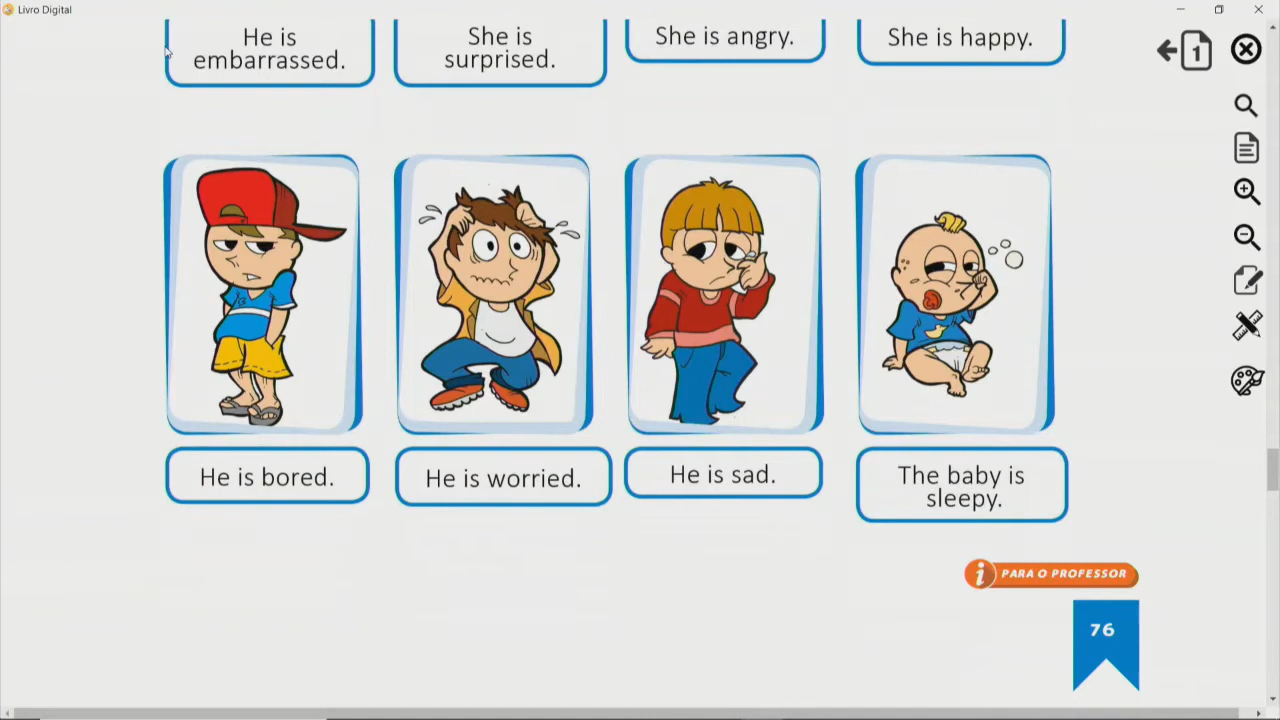 Livro Digital
He is
embarrassed.
She is
surprised.
She is angry.
She is happy.
1
He is bored.
He is worried.
He is sad.
The baby is
sleepy.
i PARA O PROFESSOR
76